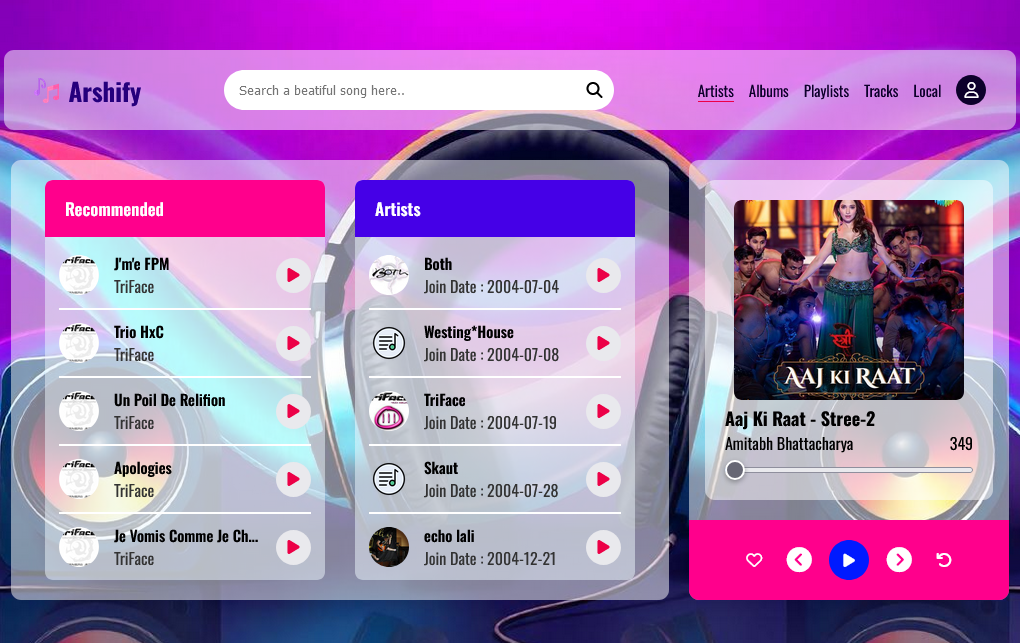 Arshify
Search a beatiful song here..
Artists Albums Playlists Tracks Local
Recommended
J'm'e FPM
TriFace
Trio HxC
TriFace
Un Poil De Relifion
TriFace
Apologies
TriFace
Je Vomis Comme Je Ch...
TriFace
Artists
Both
Join Date : 2004-07-04
Westing*House
Join Date : 2004-07-08
TriFace
Join Date : 2004-07-19
Skaut
Join Date : 2004-07-28
echo lali
Join Date : 2004-12-21
स्त्री
AAJ KI RAAT
Aaj Ki Raat - Stree-2
Amitabh Bhattacharya 349